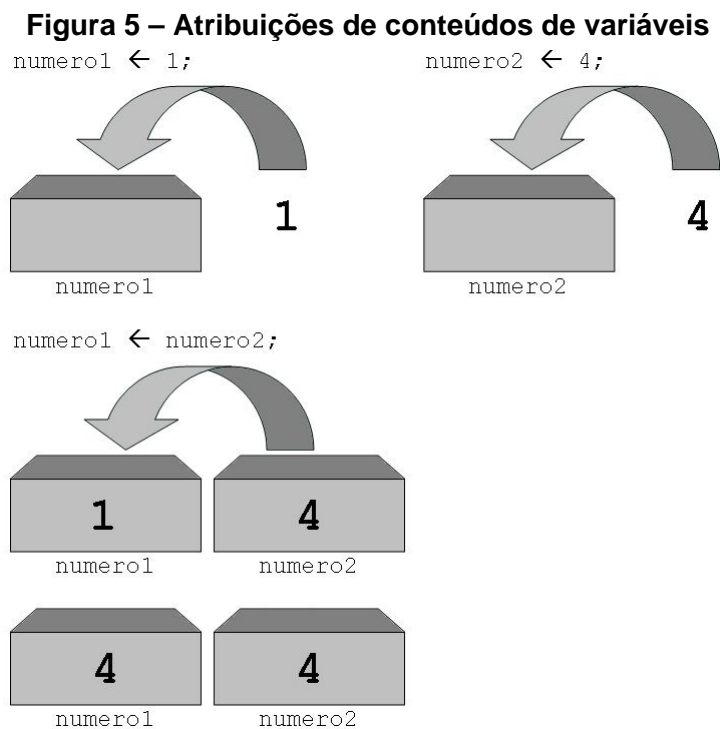 Figura 5 – Atribuições de conteúdos de variáveis
numero1 ← 1;
numero2 ← 4;
1
4
numero1
numero2
numero1 ← numero2;
1
4
numero1
numero2
4
4
numero1
numero2